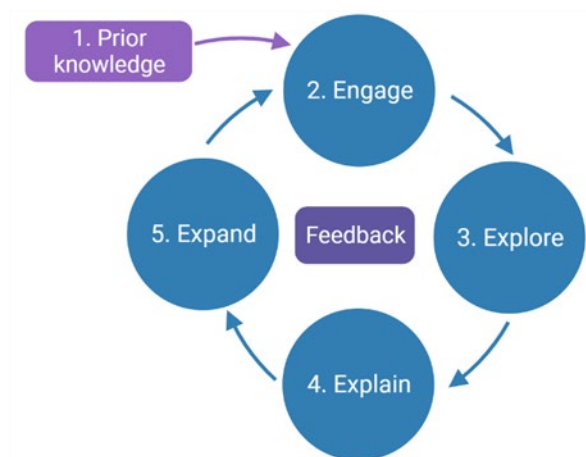 1. Prior
knowledge
2. Engage
3. Explore
4. Explain
5. Expand
Feedback